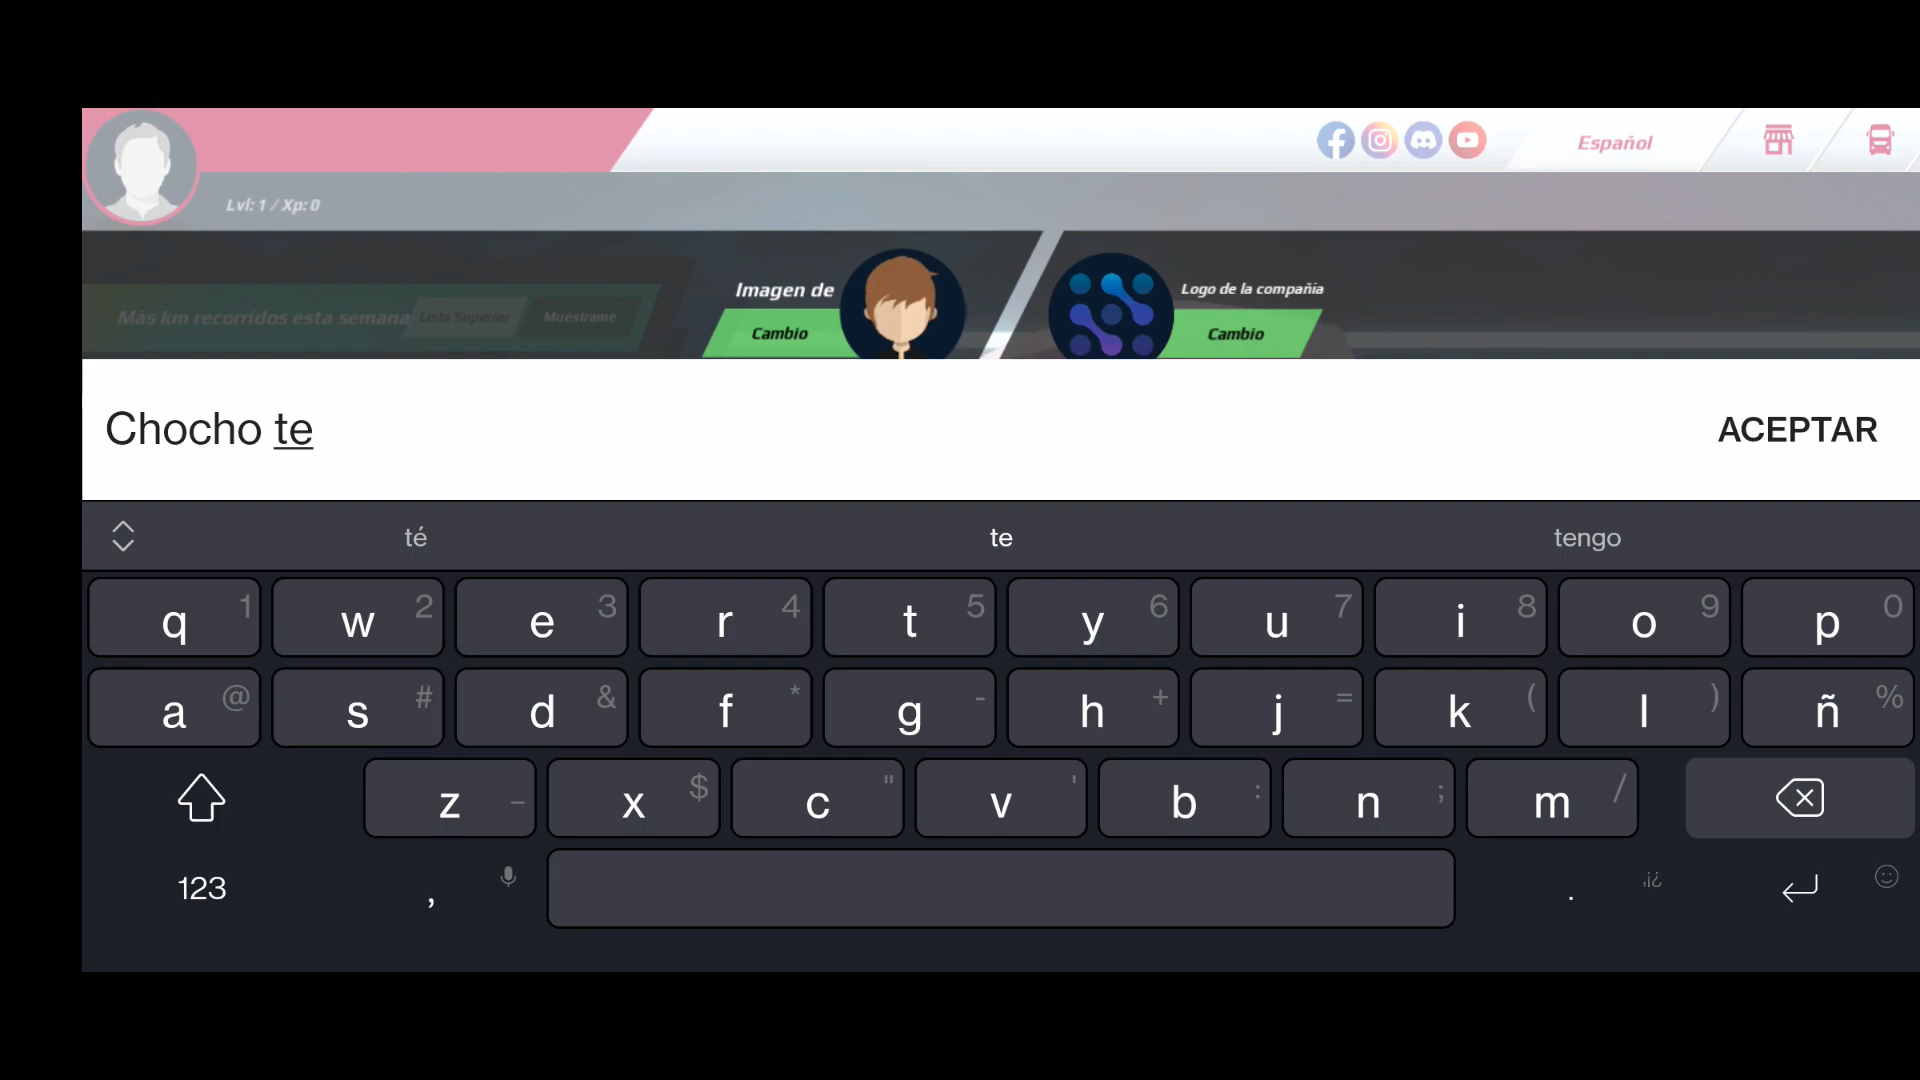 Español
Lvl: 1 / Xp: 0
Más km recorridos esta semana Lista Superior Muéstrame
Imagen de
Cambio
Logo de la compañia
Cambio
Chocho te ACEPTAR
té te tengo
q 1 w 2 e 3 r 4 t 5 y 6 u 7 i 8 o 9 p 0
a @ s # d & f * g - h + j = k ( l ) ñ %
z _ x $ c " v ' b : n ; m /
123 , . ,¡¿